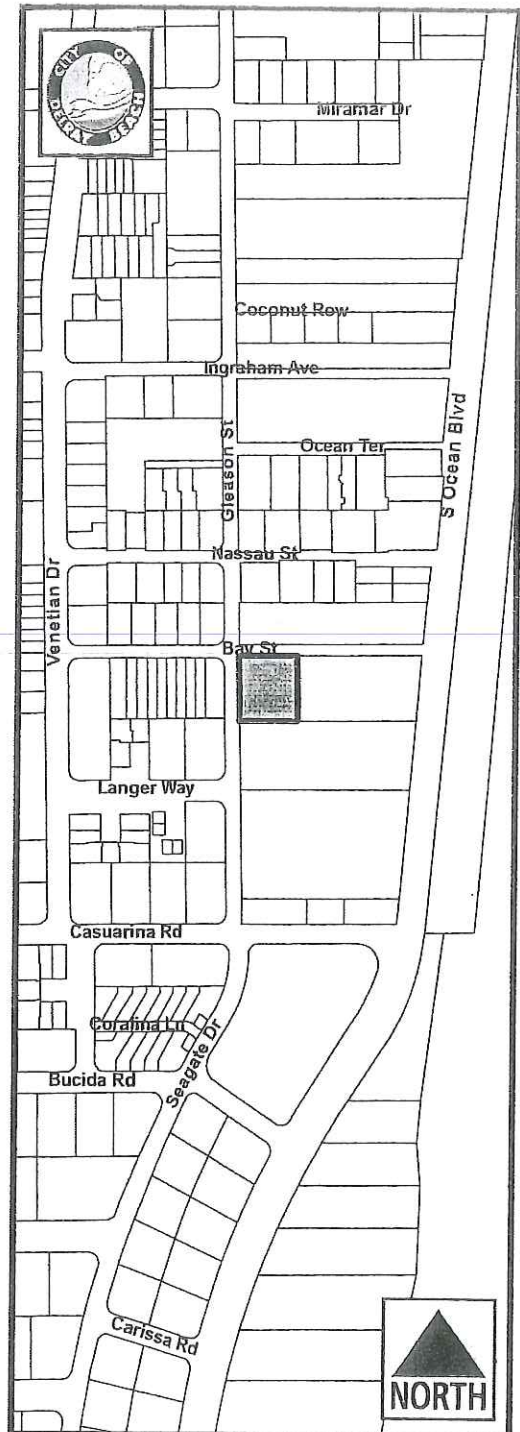 CITY OF
DELRAY BEACH
Miramar Dr
Coconut Row
Ingraham Ave
Gleason St
Ocean Ter
S Ocean Blvd
Nassau St
Venetian Dr
Bay St
Langer Way
Casuarina Rd
Coralina Ln
Seagate Dr
Bucida Rd
Carissa Rd
NORTH